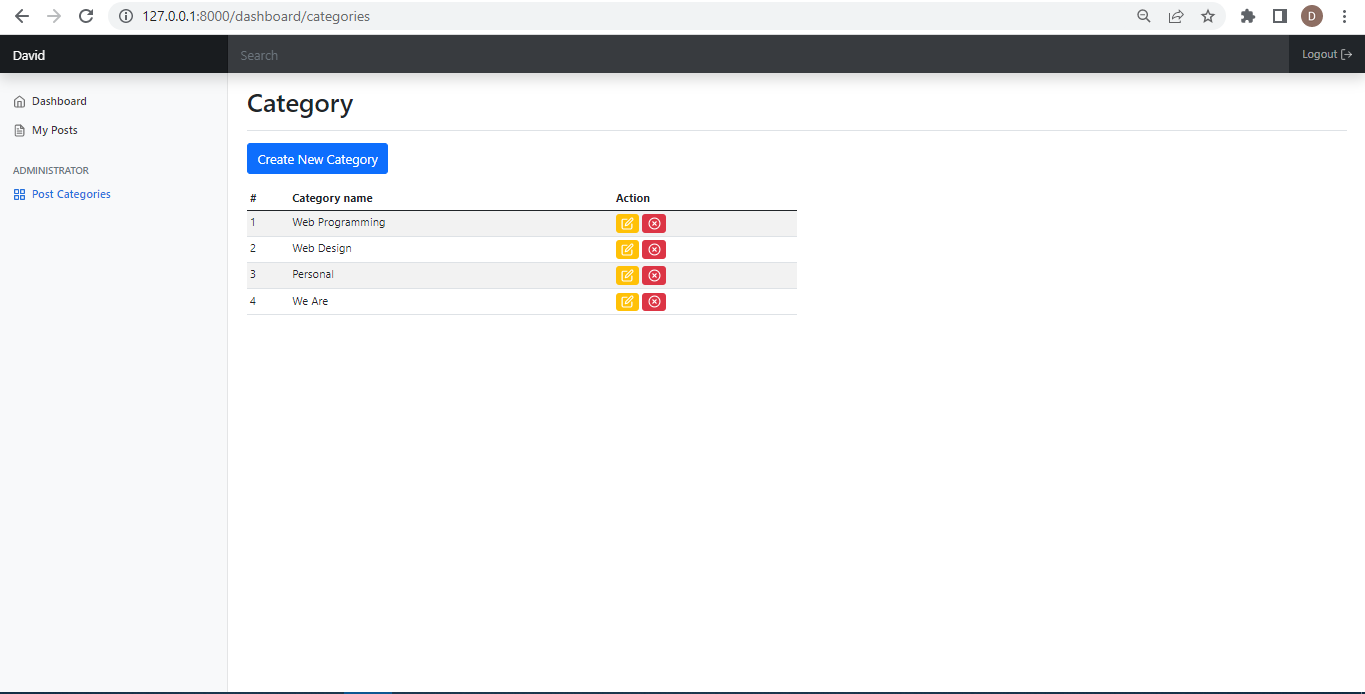 127.0.0.1:8000/dashboard/categories
D
David
Search
Logout
Dashboard
My Posts
ADMINISTRATOR
Post Categories
Category
Create New Category
# Category name Action
1 Web Programming
2 Web Design
3 Personal
4 We Are